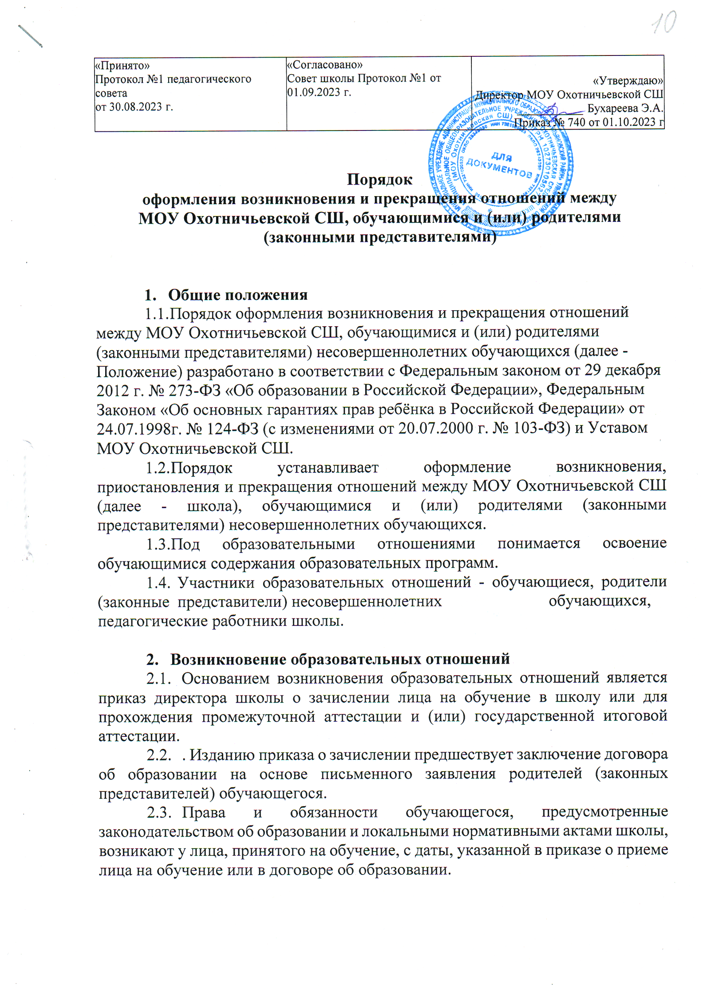 10
«Принято»
Протокол №1 педагогического
совета
от 30.08.2023 г.
«Согласовано»
Совет школы Протокол №1 от
01.09.2023 г.
«Утверждаю»
Директор МОУ Охотничьевской СШ
___________ Бухареева Э.А.
Приказ № 740 от 01.10.2023 г
ДЛЯ
ДОКУМЕНТОВ
Порядок
оформления возникновения и прекращения отношений между
МОУ Охотничьевской СШ, обучающимися и (или) родителями
(законными представителями)
1. Общие положения
1.1.Порядок оформления возникновения и прекращения отношений
между МОУ Охотничьевской СШ, обучающимися и (или) родителями
(законными представителями) несовершеннолетних обучающихся (далее -
Положение) разработано в соответствии с Федеральным законом от 29 декабря
2012 г. № 273-ФЗ «Об образовании в Российской Федерации», Федеральным
Законом «Об основных гарантиях прав ребёнка в Российской Федерации» от
24.07.1998г. № 124-ФЗ (с изменениями от 20.07.2000 г. № 103-ФЗ) и Уставом
МОУ Охотничьевской СШ.
1.2.Порядок устанавливает оформление возникновения,
приостановления и прекращения отношений между МОУ Охотничьевской СШ
(далее - школа), обучающимися и (или) родителями (законными
представителями) несовершеннолетних обучающихся.
1.3.Под образовательными отношениями понимается освоение
обучающимися содержания образовательных программ.
1.4. Участники образовательных отношений - обучающиеся, родители
(законные представители) несовершеннолетних обучающихся,
педагогические работники школы.
2. Возникновение образовательных отношений
2.1. Основанием возникновения образовательных отношений является
приказ директора школы о зачислении лица на обучение в школу или для
прохождения промежуточной аттестации и (или) государственной итоговой
аттестации.
2.2. . Изданию приказа о зачислении предшествует заключение договора
об образовании на основе письменного заявления родителей (законных
представителей) обучающегося.
2.3. Права и обязанности обучающегося, предусмотренные
законодательством об образовании и локальными нормативными актами школы,
возникают у лица, принятого на обучение, с даты, указанной в приказе о приеме
лица на обучение или в договоре об образовании.